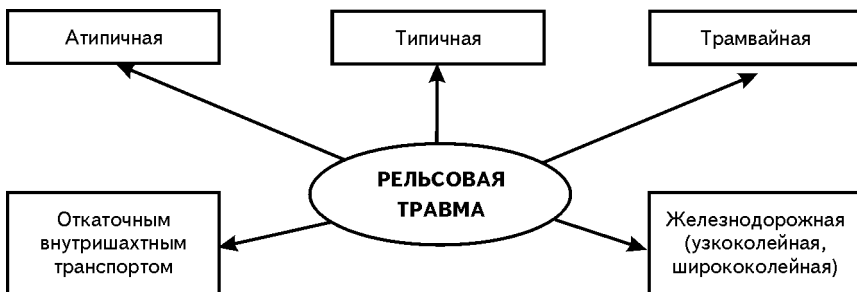 Атипичная
Типичная
Трамвайная
РЕЛЬСОВАЯ
ТРАВМА
Откаточным
внутришахтным
транспортом
Железнодорожная
(узкоколейная,
ширококолейная)